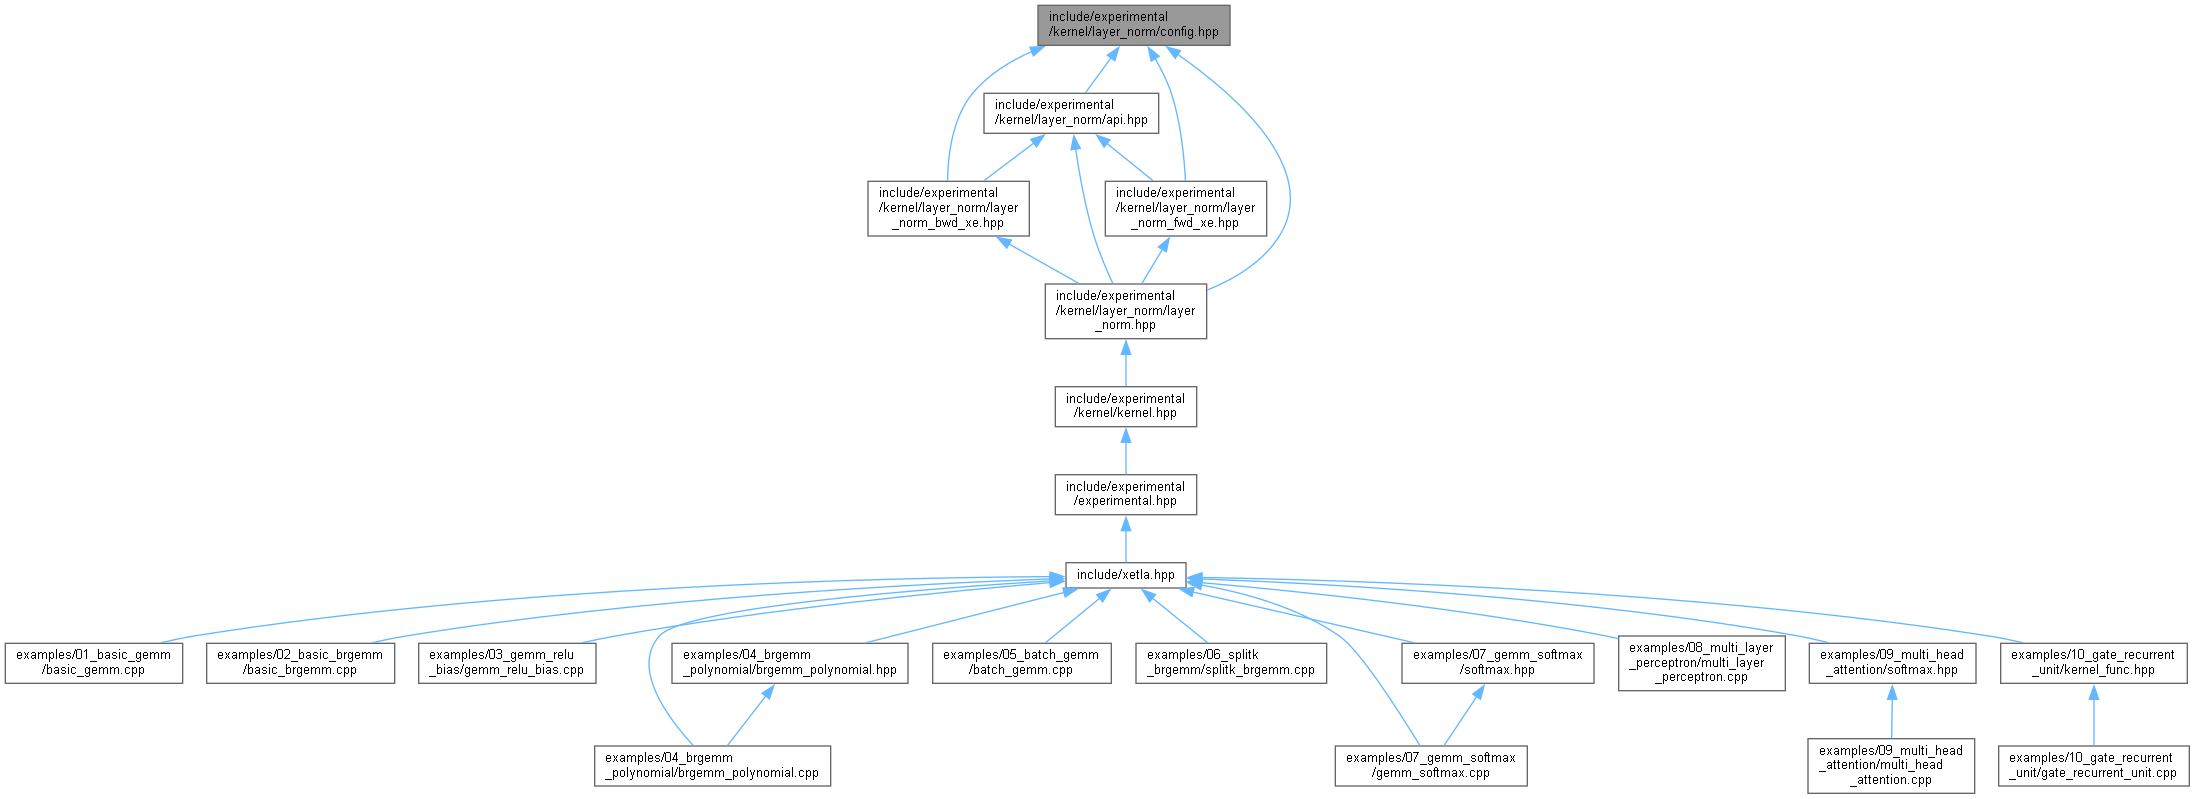 include/experimental
/kernel/layer_norm/config.hpp
include/experimental
/kernel/layer_norm/api.hpp
include/experimental
/kernel/layer_norm/layer
_norm_bwd_xe.hpp
include/experimental
/kernel/layer_norm/layer
_norm_fwd_xe.hpp
include/experimental
/kernel/layer_norm/layer
_norm.hpp
include/experimental
/kernel/kernel.hpp
include/experimental
/experimental.hpp
include/xetla.hpp
examples/01_basic_gemm
/basic_gemm.cpp
examples/02_basic_brgemm
/basic_brgemm.cpp
examples/03_gemm_relu
_bias/gemm_relu_bias.cpp
examples/04_brgemm
_polynomial/brgemm_polynomial.hpp
examples/05_batch_gemm
/batch_gemm.cpp
examples/06_splitk
_brgemm/splitk_brgemm.cpp
examples/07_gemm_softmax
/softmax.hpp
examples/08_multi_layer
_perceptron/multi_layer
_perceptron.cpp
examples/09_multi_head
_attention/softmax.hpp
examples/10_gate_recurrent
_unit/kernel_func.hpp
examples/04_brgemm
_polynomial/brgemm_polynomial.cpp
examples/07_gemm_softmax
/gemm_softmax.cpp
examples/09_multi_head
_attention/multi_head
_attention.cpp
examples/10_gate_recurrent
_unit/gate_recurrent_unit.cpp